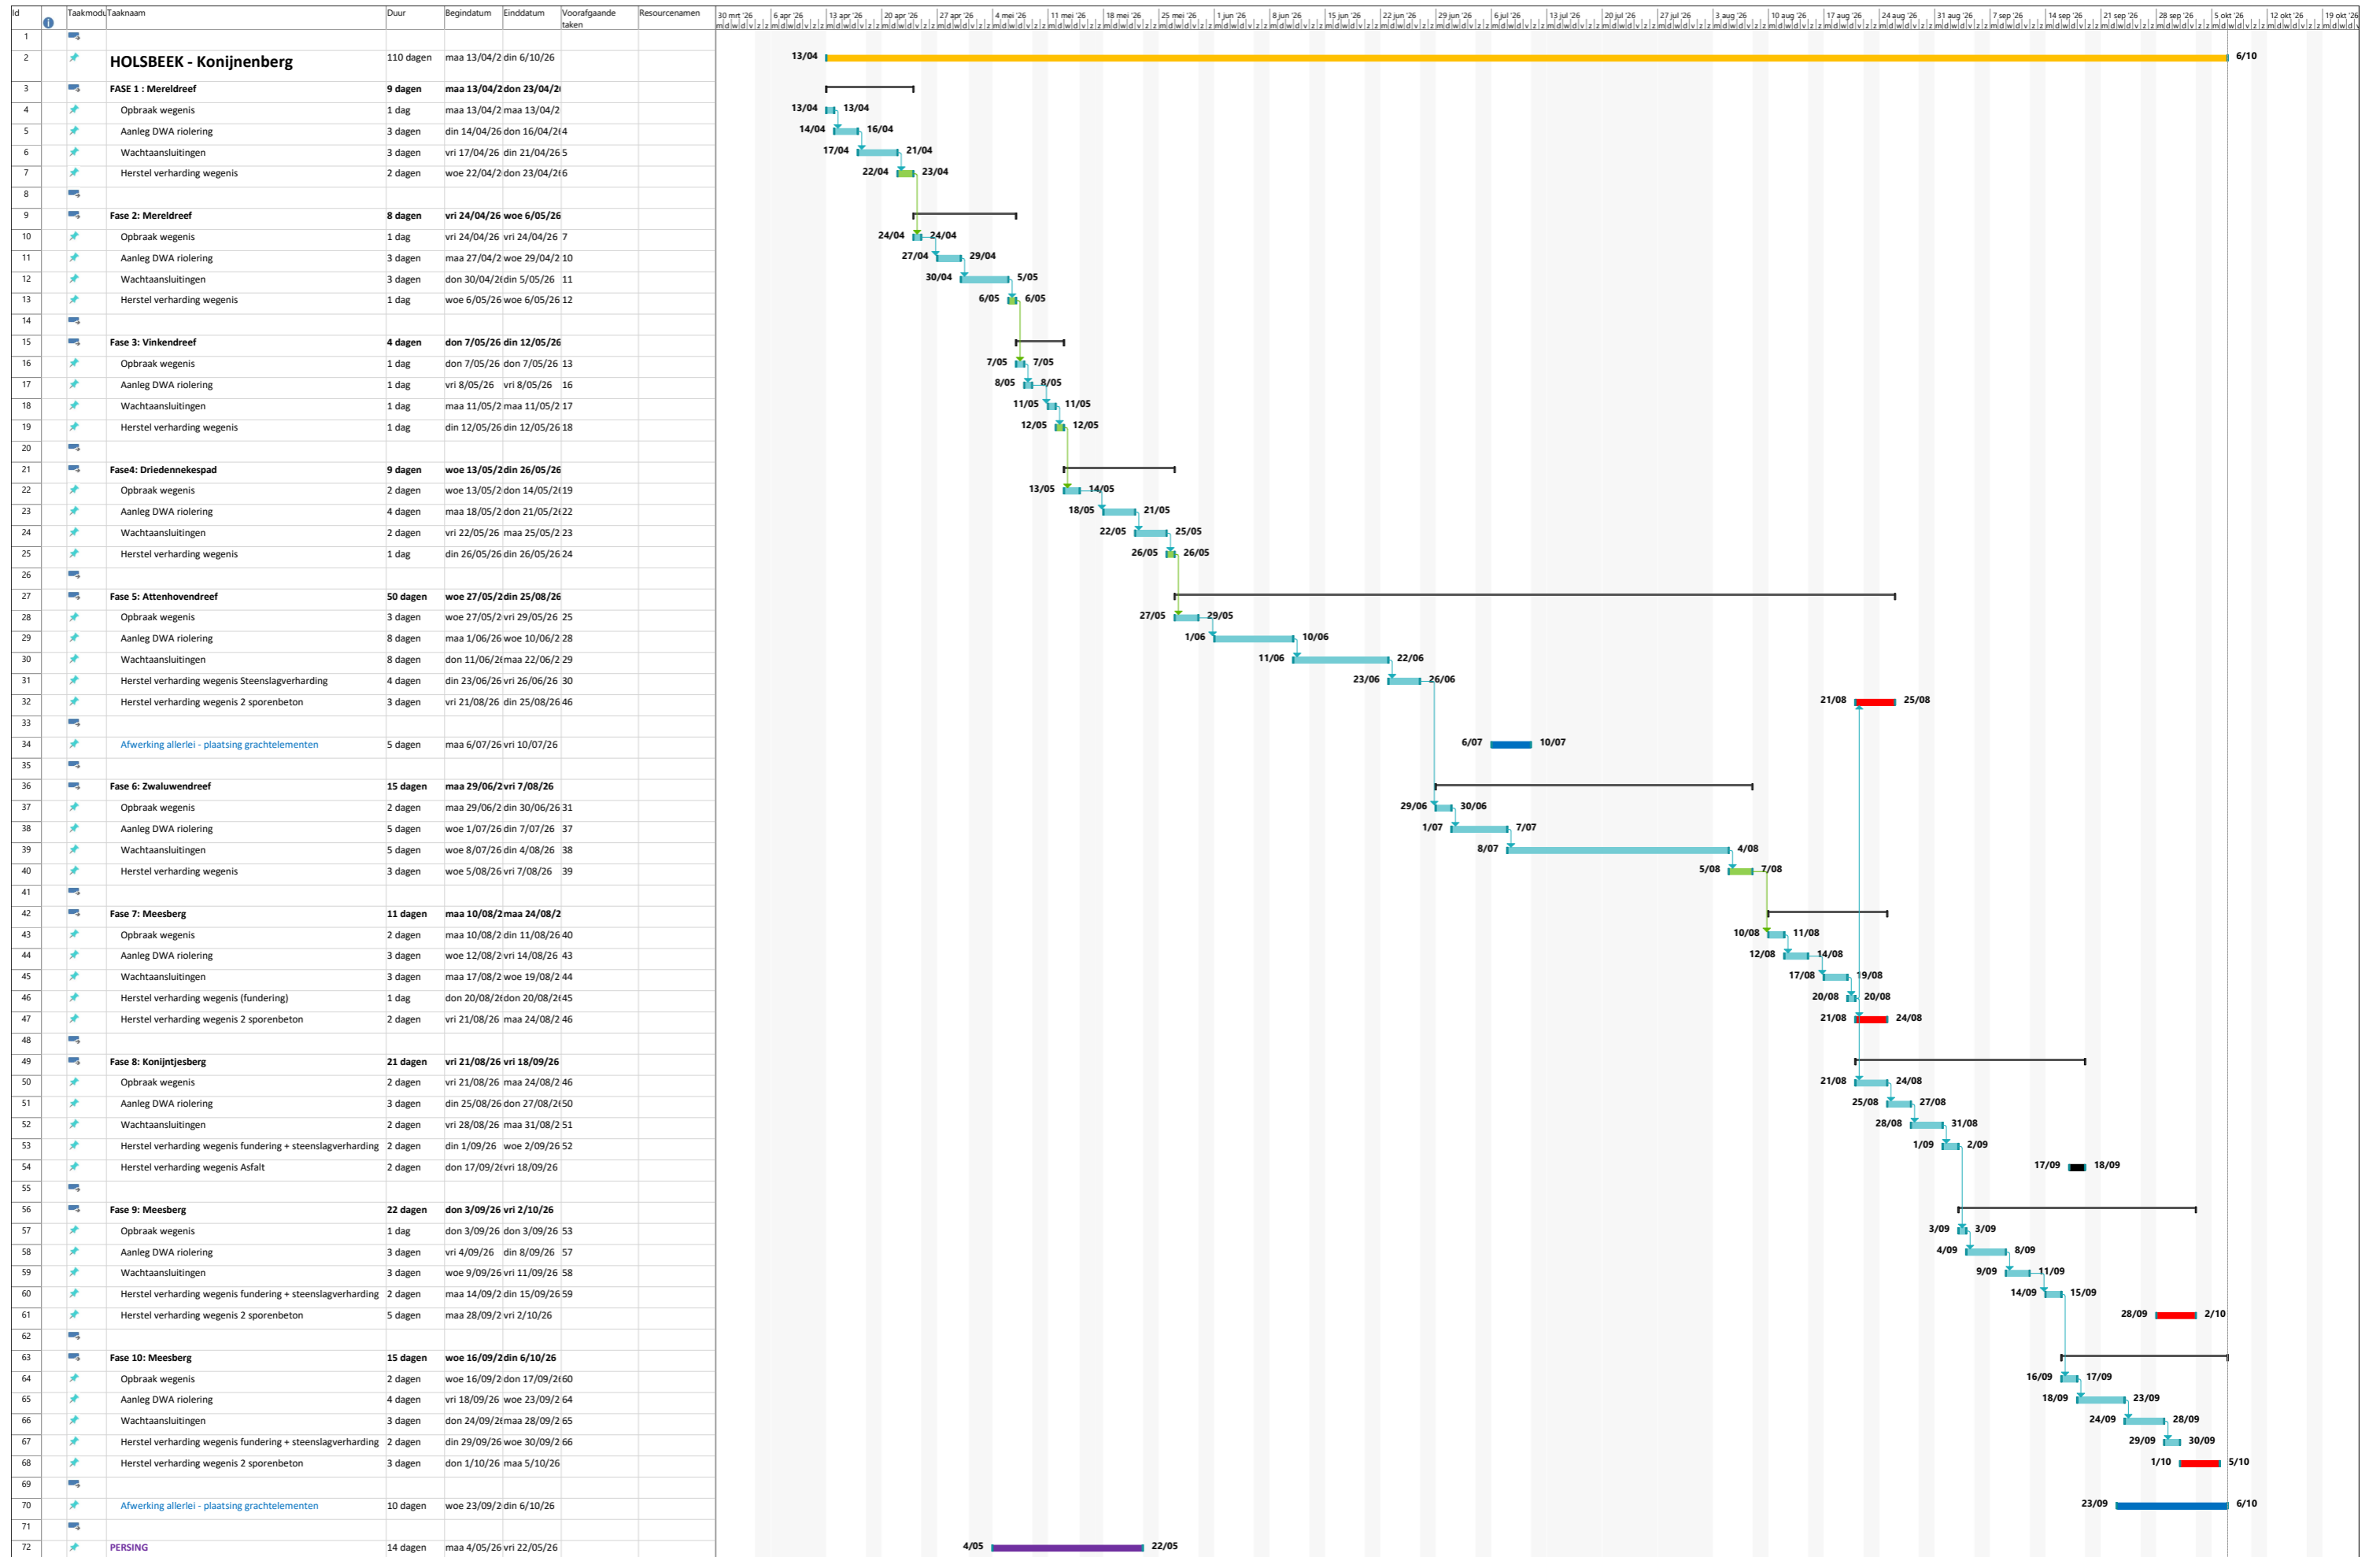 Id Taakmodu Taaknaam Duur Begindatum Einddatum Voorafgaande taken Resourcenamen 30 mrt '26 6 apr '26 13 apr '26 20 apr '26 27 apr '26 4 mei '26 11 mei '26 18 mei '26 25 mei '26 1 jun '26 8 jun '26 15 jun '26 22 jun '26 29 jun '26 6 jul '26 13 jul '26 20 jul '26 27 jul '26 3 aug '26 10 aug '26 17 aug '26 24 aug '26 31 aug '26 7 sep '26 14 sep '26 21 sep '26 28 sep '26 5 okt '26 12 okt '26 19 okt '26
1
2 HOLSBEEK - Konijnenberg 110 dagen maa 13/04/2 din 6/10/26 13/04 6/10
3 FASE 1 : Mereldreef 9 dagen maa 13/04/2 don 23/04/2
4 Opbraak wegenis 1 dag maa 13/04/2 maa 13/04/2 13/04 13/04
5 Aanleg DWA riolering 3 dagen din 14/04/26 don 16/04/2 4 14/04 16/04
6 Wachtaansluitingen 3 dagen vri 17/04/26 din 21/04/26 5 17/04 21/04
7 Herstel verharding wegenis 2 dagen woe 22/04/2 don 23/04/2 6 22/04 23/04
8
9 Fase 2: Mereldreef 8 dagen vri 24/04/26 woe 6/05/26
10 Opbraak wegenis 1 dag vri 24/04/26 vri 24/04/26 7 24/04 24/04
11 Aanleg DWA riolering 3 dagen maa 27/04/2 woe 29/04/2 10 27/04 29/04
12 Wachtaansluitingen 3 dagen don 30/04/2 din 5/05/26 11 30/04 5/05
13 Herstel verharding wegenis 1 dag woe 6/05/26 woe 6/05/26 12 6/05 6/05
14
15 Fase 3: Vinkendreef 4 dagen don 7/05/26 din 12/05/26
16 Opbraak wegenis 1 dag don 7/05/26 don 7/05/26 13 7/05 7/05
17 Aanleg DWA riolering 1 dag vri 8/05/26 vri 8/05/26 16 8/05 8/05
18 Wachtaansluitingen 1 dag maa 11/05/2 maa 11/05/2 17 11/05 11/05
19 Herstel verharding wegenis 1 dag din 12/05/26 din 12/05/26 18 12/05 12/05
20
21 Fase4: Driedennekespad 9 dagen woe 13/05/2 din 26/05/26
22 Opbraak wegenis 2 dagen woe 13/05/2 don 14/05/2 19 13/05 14/05
23 Aanleg DWA riolering 4 dagen maa 18/05/2 don 21/05/2 22 18/05 21/05
24 Wachtaansluitingen 2 dagen vri 22/05/26 maa 25/05/2 23 22/05 25/05
25 Herstel verharding wegenis 1 dag din 26/05/26 din 26/05/26 24 26/05 26/05
26
27 Fase 5: Attenhovendreef 50 dagen woe 27/05/2 din 25/08/26
28 Opbraak wegenis 3 dagen woe 27/05/2 vri 29/05/26 25 27/05 29/05
29 Aanleg DWA riolering 8 dagen maa 1/06/26 woe 10/06/2 28 1/06 10/06
30 Wachtaansluitingen 8 dagen don 11/06/2 maa 22/06/2 29 11/06 22/06
31 Herstel verharding wegenis Steenslagverharding 4 dagen din 23/06/26 vri 26/06/26 30 23/06 26/06
32 Herstel verharding wegenis 2 sporenbeton 3 dagen vri 21/08/26 din 25/08/26 46 21/08 25/08
33
34 Afwerking allerlei - plaatsing grachtelementen 5 dagen maa 6/07/26 vri 10/07/26 6/07 10/07
35
36 Fase 6: Zwaluwendreef 15 dagen maa 29/06/2 vri 7/08/26
37 Opbraak wegenis 2 dagen maa 29/06/2 din 30/06/26 31 29/06 30/06
38 Aanleg DWA riolering 5 dagen woe 1/07/26 din 7/07/26 37 1/07 7/07
39 Wachtaansluitingen 5 dagen woe 8/07/26 din 4/08/26 38 8/07 4/08
40 Herstel verharding wegenis 3 dagen woe 5/08/26 vri 7/08/26 39 5/08 7/08
41
42 Fase 7: Meesberg 11 dagen maa 10/08/2 maa 24/08/2
43 Opbraak wegenis 2 dagen maa 10/08/2 din 11/08/26 40 10/08 11/08
44 Aanleg DWA riolering 3 dagen woe 12/08/2 vri 14/08/26 43 12/08 14/08
45 Wachtaansluitingen 3 dagen maa 17/08/2 woe 19/08/2 44 17/08 19/08
46 Herstel verharding wegenis (fundering) 1 dag don 20/08/2 don 20/08/2 45 20/08 20/08
47 Herstel verharding wegenis 2 sporenbeton 2 dagen vri 21/08/26 maa 24/08/2 46 21/08 24/08
48
49 Fase 8: Konijntjesberg 21 dagen vri 21/08/26 vri 18/09/26
50 Opbraak wegenis 2 dagen vri 21/08/26 maa 24/08/2 46 21/08 24/08
51 Aanleg DWA riolering 3 dagen din 25/08/26 don 27/08/2 50 25/08 27/08
52 Wachtaansluitingen 2 dagen vri 28/08/26 maa 31/08/2 51 28/08 31/08
53 Herstel verharding wegenis fundering + steenslagverharding 2 dagen din 1/09/26 woe 2/09/26 52 1/09 2/09
54 Herstel verharding wegenis Asfalt 2 dagen don 17/09/2 vri 18/09/26 17/09 18/09
55
56 Fase 9: Meesberg 22 dagen don 3/09/26 vri 2/10/26
57 Opbraak wegenis 1 dag don 3/09/26 don 3/09/26 53 3/09 3/09
58 Aanleg DWA riolering 3 dagen vri 4/09/26 din 8/09/26 57 4/09 8/09
59 Wachtaansluitingen 3 dagen woe 9/09/26 vri 11/09/26 58 9/09 11/09
60 Herstel verharding wegenis fundering + steenslagverharding 2 dagen maa 14/09/2 din 15/09/26 59 14/09 15/09
61 Herstel verharding wegenis 2 sporenbeton 5 dagen maa 28/09/2 vri 2/10/26 28/09 2/10
62
63 Fase 10: Meesberg 15 dagen woe 16/09/2 din 6/10/26
64 Opbraak wegenis 2 dagen woe 16/09/2 don 17/09/2 60 16/09 17/09
65 Aanleg DWA riolering 4 dagen vri 18/09/26 woe 23/09/2 64 18/09 23/09
66 Wachtaansluitingen 3 dagen don 24/09/2 maa 28/09/2 65 24/09 28/09
67 Herstel verharding wegenis fundering + steenslagverharding 2 dagen din 29/09/26 woe 30/09/2 66 29/09 30/09
68 Herstel verharding wegenis 2 sporenbeton 3 dagen don 1/10/26 maa 5/10/26 1/10 5/10
69
70 Afwerking allerlei - plaatsing grachtelementen 10 dagen woe 23/09/2 din 6/10/26 23/09 6/10
71
72 PERSING 14 dagen maa 4/05/26 vri 22/05/26 4/05 22/05